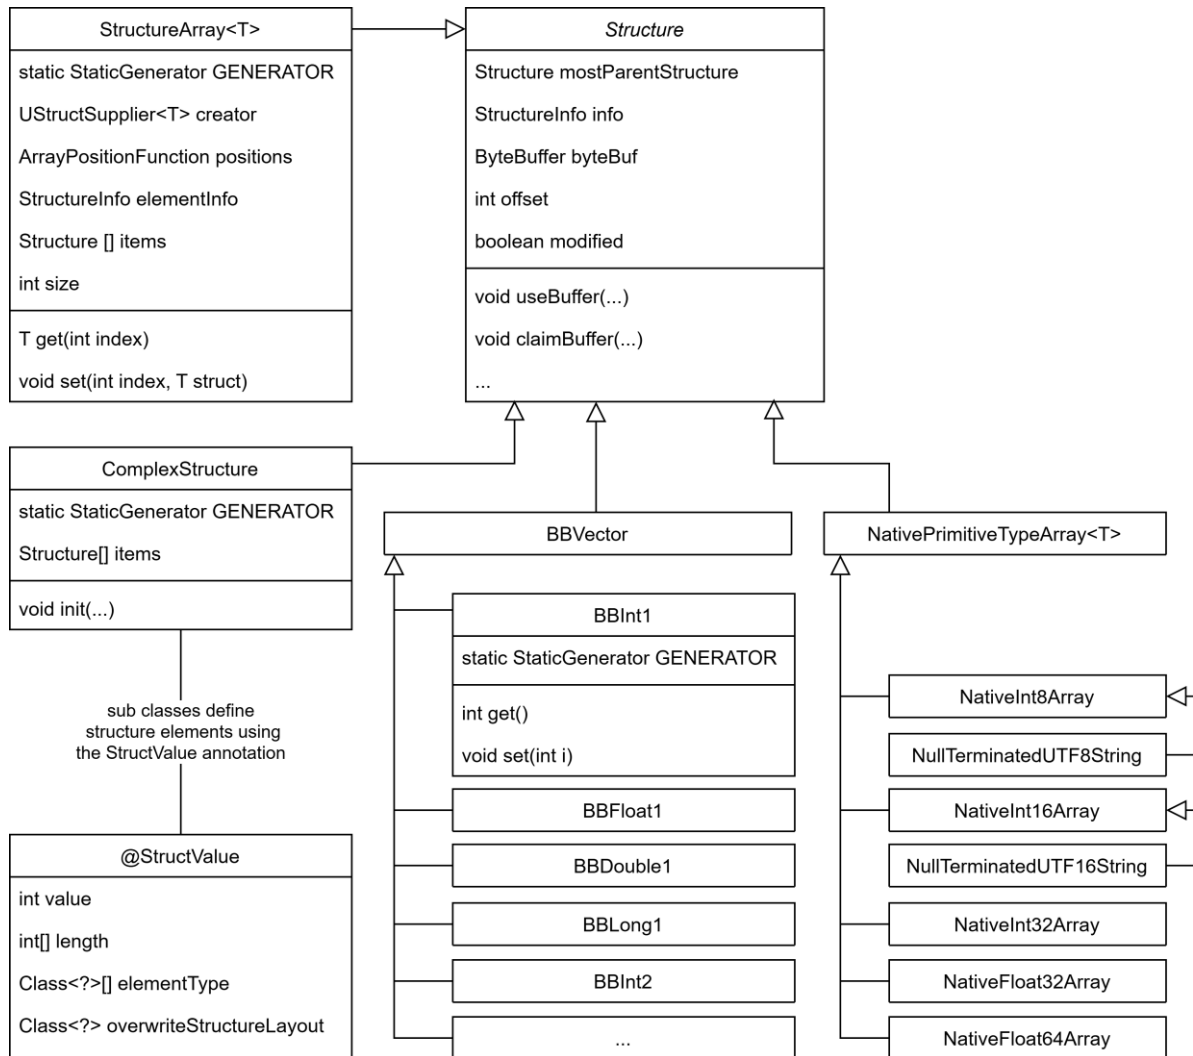 StructureArray<T>
static StaticGenerator GENERATOR
UStructSupplier<T> creator
ArrayPositionFunction positions
StructureInfo elementInfo
Structure [] items
int size
T get(int index)
void set(int index, T struct)
Structure
Structure mostParentStructure
StructureInfo info
ByteBuffer byteBuf
int offset
boolean modified
void useBuffer(...)
void claimBuffer(...)
...
ComplexStructure
static StaticGenerator GENERATOR
Structure[] items
void init(...)
sub classes define
structure elements using
the StructValue annotation
@StructValue
int value
int[] length
Class<?>[] elementType
Class<?> overwriteStructureLayout
BBVector
BBInt1
static StaticGenerator GENERATOR
int get()
void set(int i)
BBFloat1
BBDouble1
BBLong1
BBInt2
...
NativePrimitiveTypeArray<T>
NativeInt8Array
NullTerminatedUTF8String
NativeInt16Array
NullTerminatedUTF16String
NativeInt32Array
NativeFloat32Array
NativeFloat64Array